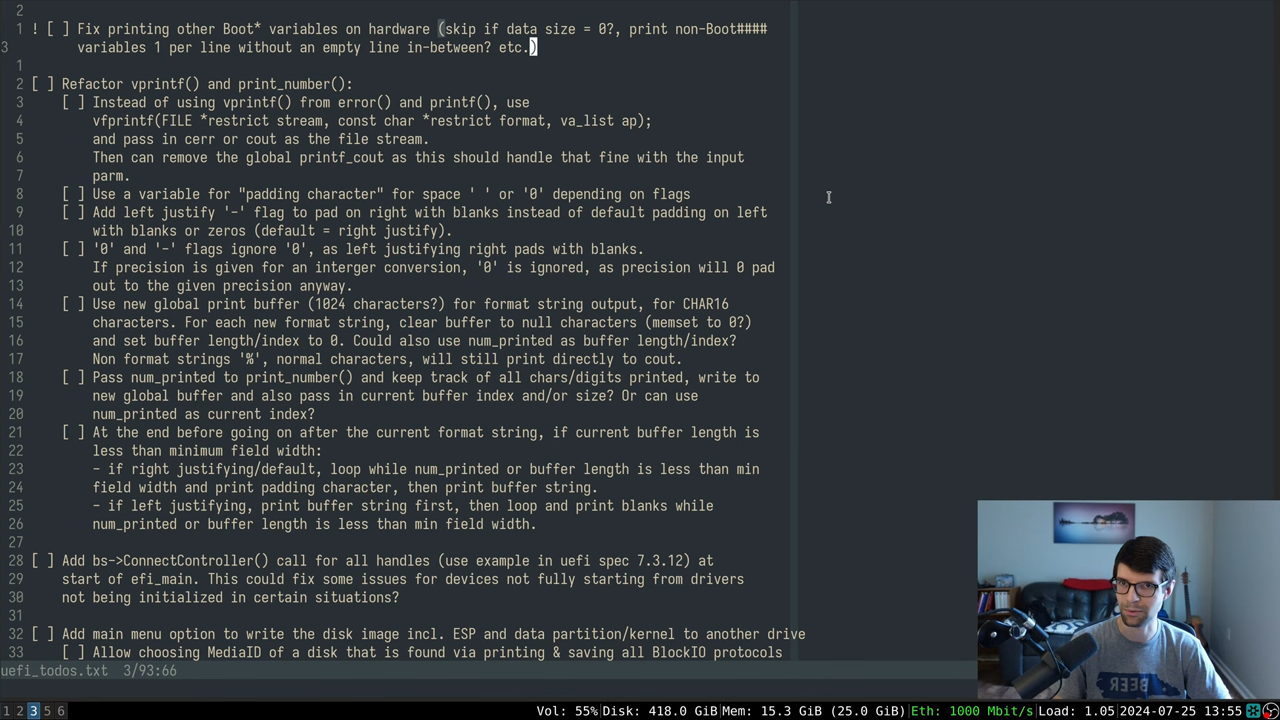 2
1 ! [ ] Fix printing other Boot* variables on hardware (skip if data size = 0?, print non-Boot####
3 variables 1 per line without an empty line in-between? etc.)
1
2 [ ] Refactor vprintf() and print_number():
3 [ ] Instead of using vprintf() from error() and printf(), use
4 vfprintf(FILE *restrict stream, const char *restrict format, va_list ap);
5 and pass in cerr or cout as the file stream.
6 Then can remove the global printf_cout as this should handle that fine with the input
7 parm.
8 [ ] Use a variable for "padding character" for space ' ' or '0' depending on flags
9 [ ] Add left justify '-' flag to pad on right with blanks instead of default padding on left
10 with blanks or zeros (default = right justify).
11 [ ] '0' and '-' flags ignore '0', as left justifying right pads with blanks.
12 If precision is given for an interger conversion, '0' is ignored, as precision will 0 pad
13 out to the given precision anyway.
14 [ ] Use new global print buffer (1024 characters?) for format string output, for CHAR16
15 characters. For each new format string, clear buffer to null characters (memset to 0?)
16 and set buffer length/index to 0. Could also use num_printed as buffer length/index?
17 Non format strings '%', normal characters, will still print directly to cout.
18 [ ] Pass num_printed to print_number() and keep track of all chars/digits printed, write to
19 new global buffer and also pass in current buffer index and/or size? Or can use
20 num_printed as current index?
21 [ ] At the end before going on after the current format string, if current buffer length is
22 less than minimum field width:
23 - if right justifying/default, loop while num_printed or buffer length is less than min
24 field width and print padding character, then print buffer string.
25 - if left justifying, print buffer string first, then loop and print blanks while
26 num_printed or buffer length is less than min field width.
27
28 [ ] Add bs->ConnectController() call for all handles (use example in uefi spec 7.3.12) at
29 start of efi_main. This could fix some issues for devices not fully starting from drivers
30 not being initialized in certain situations?
31
32 [ ] Add main menu option to write the disk image incl. ESP and data partition/kernel to another drive
33 [ ] Allow choosing MediaID of a disk that is found via printing & saving all BlockIO protocols
uefi_todos.txt 3/93:66
BEER
1 2 3 5 6 Vol: 55% Disk: 418.0 GiB Mem: 15.3 GiB (25.0 GiB) Eth: 1000 Mbit/s Load: 1.05 2024-07-25 13:55